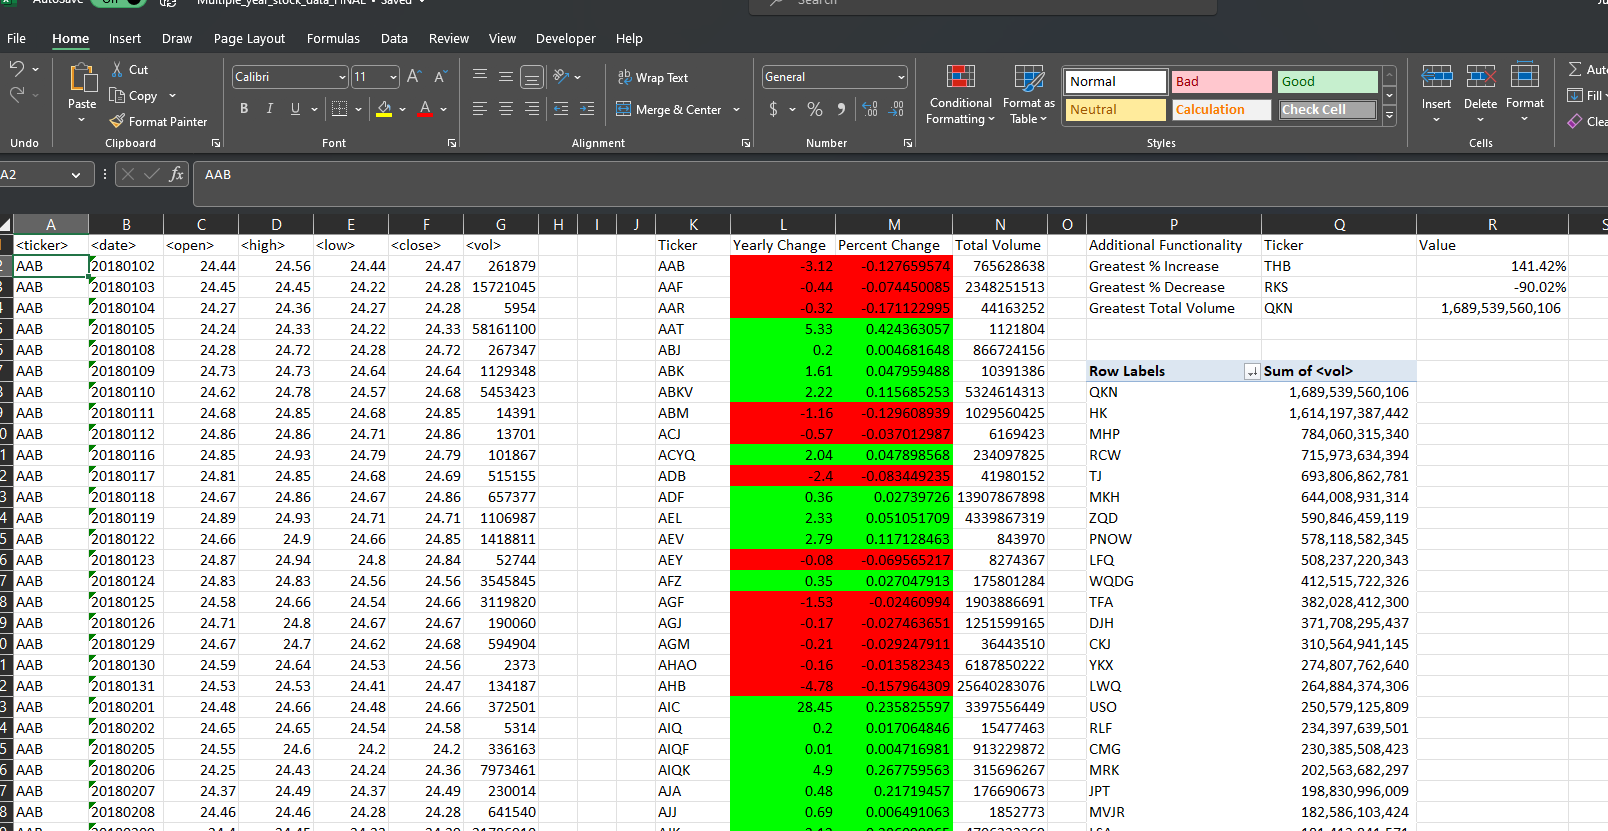 AutoSave On Multiple_year_stock_data_FINAL • Saved Search
File Home Insert Draw Page Layout Formulas Data Review View Developer Help
Cut Calibri 11 Wrap Text General Normal Bad Good
Paste Copy Conditional Formatting Format as Table Insert Delete Format Fill
Format Painter B I U A Merge & Center $ % Neutral Calculation Check Cell
Undo Clipboard Font Alignment Number Styles Cells
A2 fx AAB
A B C D E F G H I J K L M N O P Q R
<ticker> <date> <open> <high> <low> <close> <vol> Ticker Yearly Change Percent Change Total Volume Additional Functionality Ticker Value
AAB 20180102 24.44 24.56 24.44 24.47 261879 AAB -3.12 -0.127659574 765628638 Greatest % Increase THB 141.42%
AAB 20180103 24.45 24.45 24.22 24.28 15721045 AAF -0.44 -0.074450085 2348251513 Greatest % Decrease RKS -90.02%
AAB 20180104 24.27 24.36 24.27 24.28 5954 AAR -0.32 -0.171122995 44163252 Greatest Total Volume QKN 1,689,539,560,106
AAB 20180105 24.24 24.33 24.22 24.33 58161100 AAT 5.33 0.424363057 1121804
AAB 20180108 24.28 24.72 24.28 24.72 267347 ABJ 0.2 0.004681648 866724156
AAB 20180109 24.73 24.73 24.64 24.64 1129348 ABK 1.61 0.047959488 10391386 Row Labels Sum of <vol>
AAB 20180110 24.62 24.78 24.57 24.68 5453423 ABKV 2.22 0.115685253 5324614313 QKN 1,689,539,560,106
AAB 20180111 24.68 24.85 24.68 24.85 14391 ABM -1.16 -0.129608939 1029560425 HK 1,614,197,387,442
AAB 20180112 24.86 24.86 24.71 24.86 13701 ACJ -0.57 -0.037012987 6169423 MHP 784,060,315,340
AAB 20180116 24.85 24.93 24.79 24.79 101867 ACYQ 2.04 0.047898568 234097825 RCW 715,973,634,394
AAB 20180117 24.81 24.85 24.68 24.69 515155 ADB -2.4 -0.083449235 41980152 TJ 693,806,862,781
AAB 20180118 24.67 24.86 24.67 24.86 657377 ADF 0.36 0.02739726 13907867898 MKH 644,008,931,314
AAB 20180119 24.89 24.93 24.71 24.71 1106987 AEL 2.33 0.051051709 4339867319 ZQD 590,846,459,119
AAB 20180122 24.66 24.9 24.66 24.85 1418811 AEV 2.79 0.117128463 843970 PNOW 578,118,582,345
AAB 20180123 24.87 24.94 24.8 24.84 52744 AEY -0.08 -0.069565217 8274367 LFQ 508,237,220,343
AAB 20180124 24.83 24.83 24.56 24.56 3545845 AFZ 0.35 0.027047913 175801284 WQDG 412,515,722,326
AAB 20180125 24.58 24.66 24.54 24.66 3119820 AGF -1.53 -0.02460994 1903886691 TFA 382,028,412,300
AAB 20180126 24.71 24.8 24.67 24.67 190060 AGJ -0.17 -0.027463651 1251599165 DJH 371,708,295,437
AAB 20180129 24.67 24.7 24.62 24.68 594904 AGM -0.21 -0.029247911 36443510 CKJ 310,564,941,145
AAB 20180130 24.59 24.64 24.53 24.56 2373 AHAO -0.16 -0.013582343 6187850222 YKX 274,807,762,640
AAB 20180131 24.53 24.53 24.41 24.47 134187 AHB -4.78 -0.157964309 25640283076 LWQ 264,884,374,306
AAB 20180201 24.48 24.66 24.48 24.66 372501 AIC 28.45 0.235825597 3397556449 USO 250,579,125,809
AAB 20180202 24.65 24.65 24.54 24.58 5314 AIQ 0.2 0.017064846 15477463 RLF 234,397,639,501
AAB 20180205 24.55 24.6 24.2 24.2 336163 AIQF 0.01 0.004716981 913229872 CMG 230,385,508,423
AAB 20180206 24.25 24.43 24.24 24.36 7973461 AIQK 4.9 0.267759563 315696267 MRK 202,563,682,297
AAB 20180207 24.37 24.49 24.37 24.49 230014 AJA 0.48 0.21719457 176690673 JPT 198,830,996,009
AAB 20180208 24.46 24.46 24.28 24.28 641540 AJJ 0.69 0.006491063 1852773 MVJR 182,586,103,424